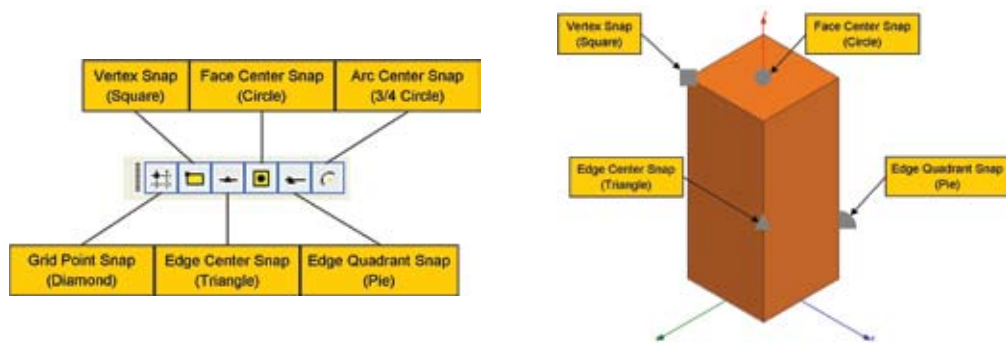 Vertex Snap
(Square)
Face Center Snap
(Circle)
Arc Center Snap
(3/4 Circle)
Grid Point Snap
(Diamond)
Edge Center Snap
(Triangle)
Edge Quadrant Snap
(Pie)
Vertex Snap
(Square)
Face Center Snap
(Circle)
Edge Center Snap
(Triangle)
Edge Quadrant Snap
(Pie)